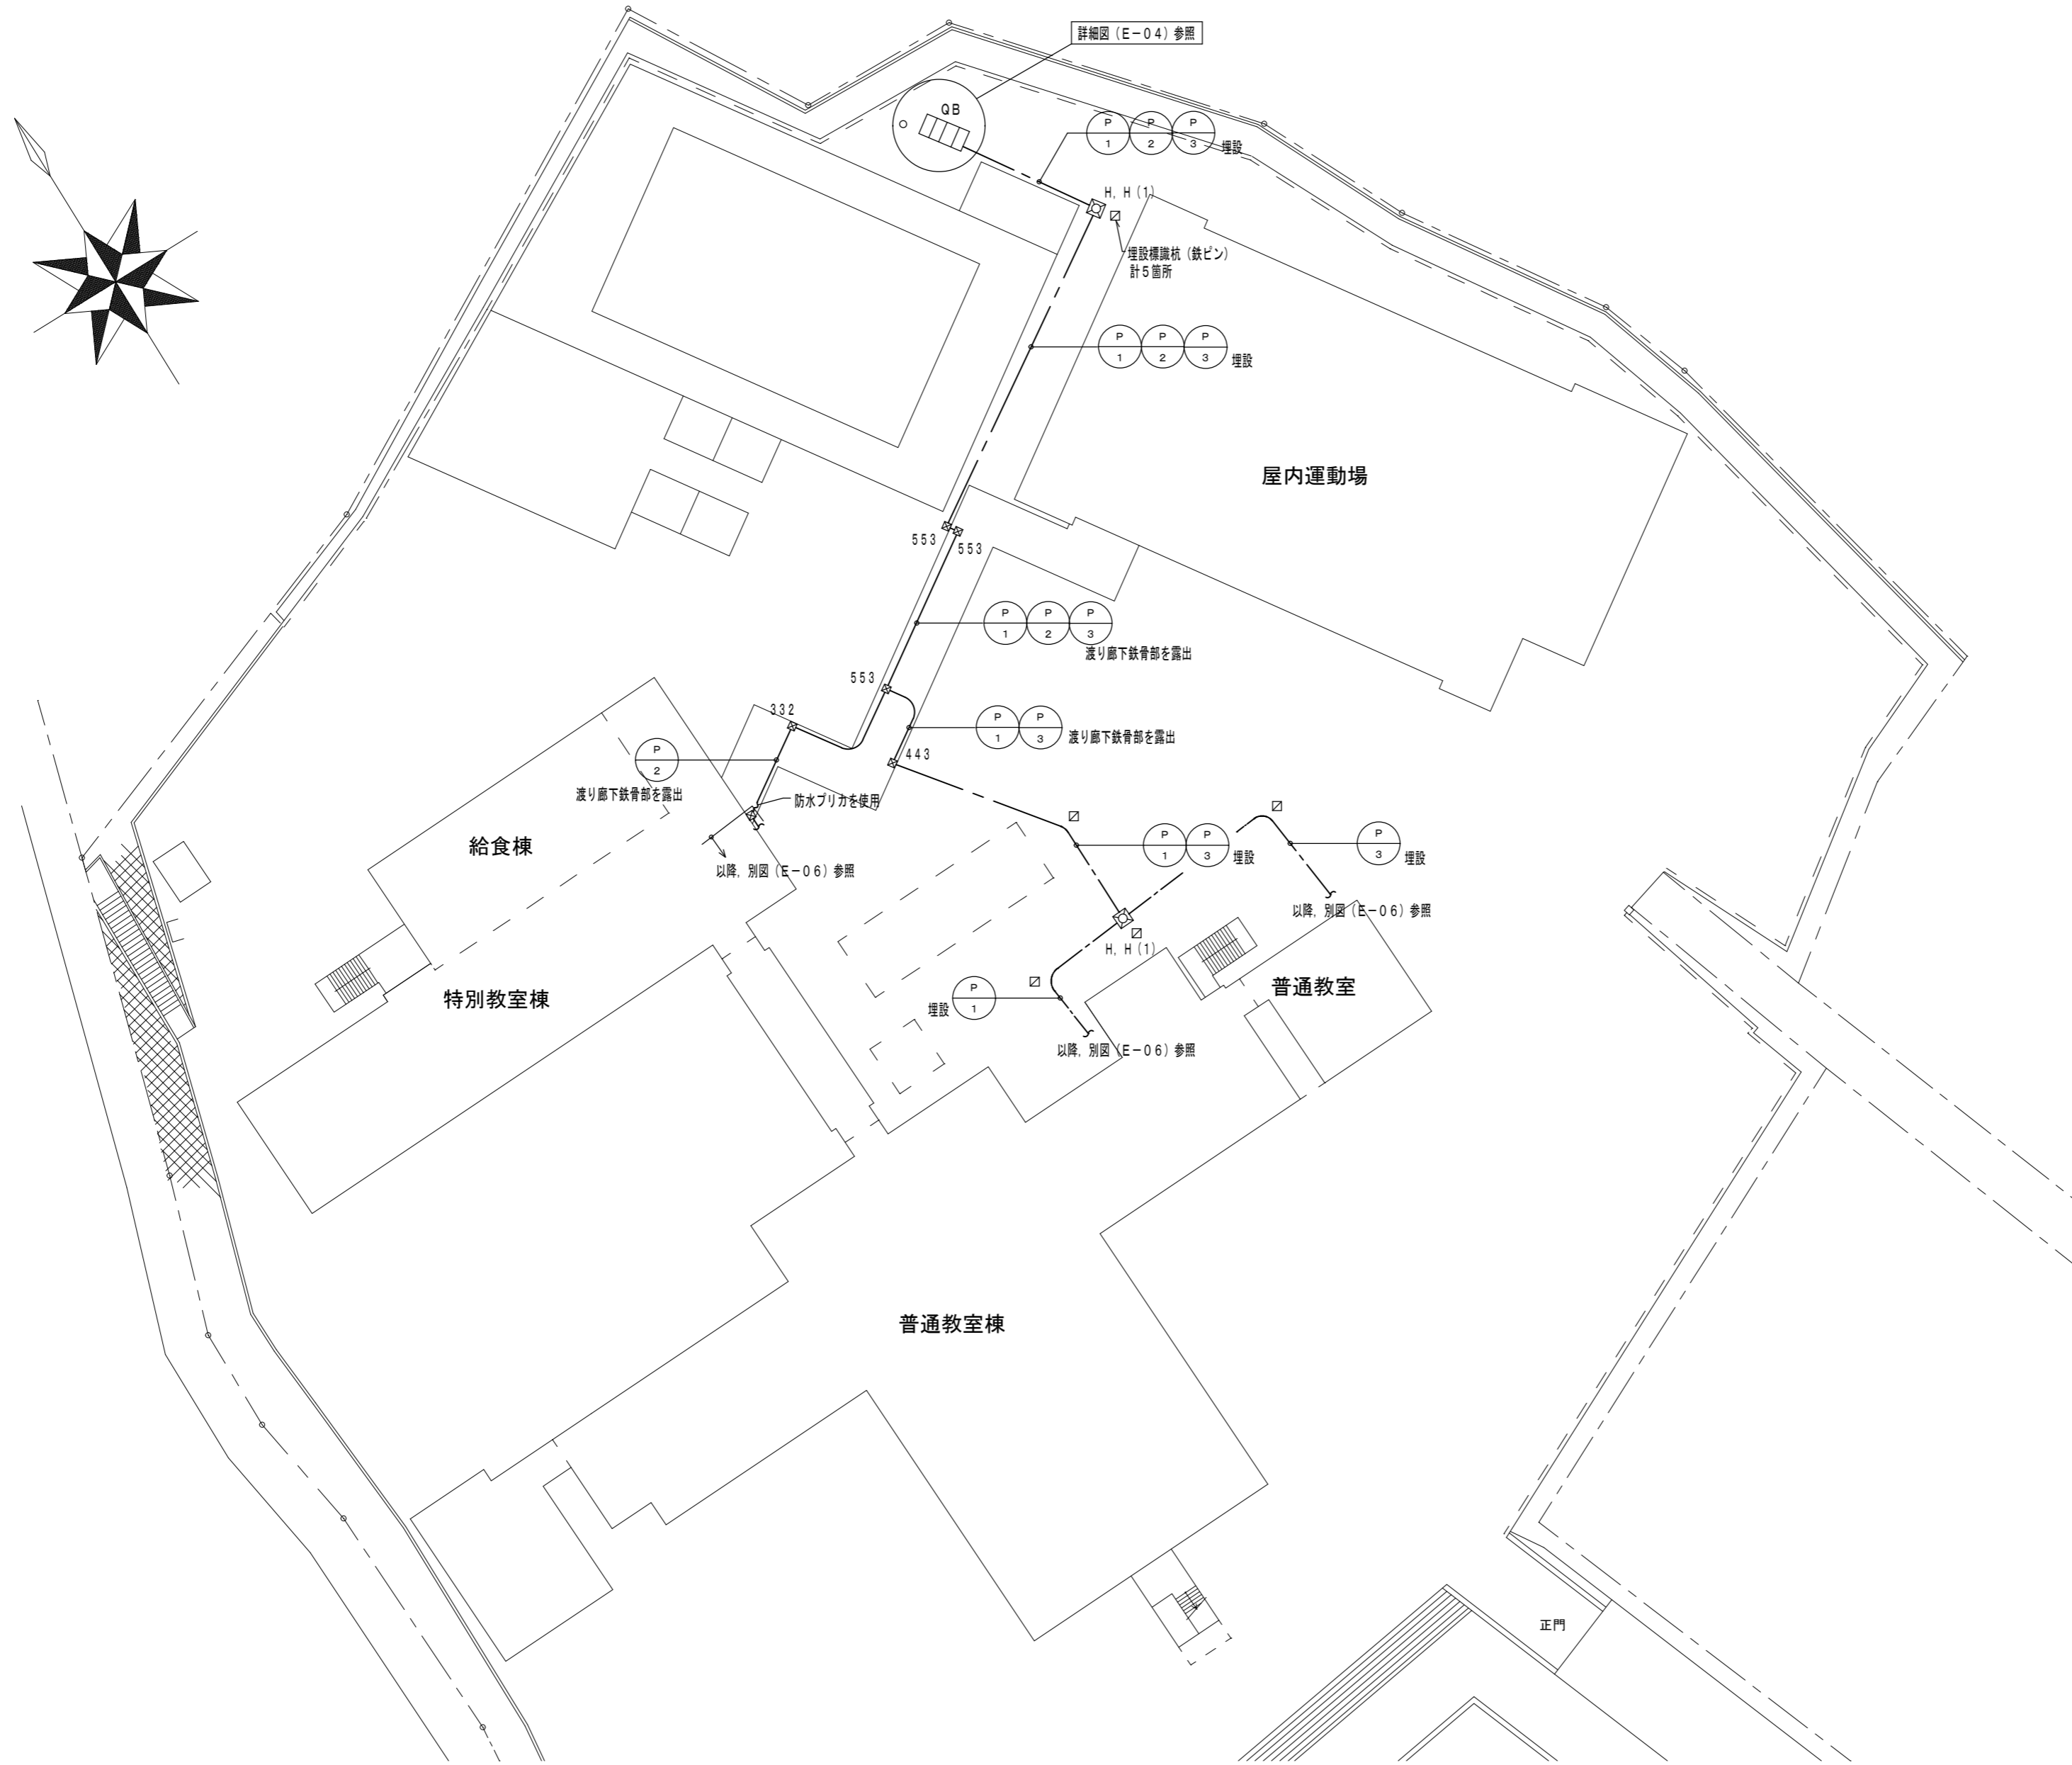 詳細図（E－04）参照
QB
P
1
P
2
P
3
埋設
H, H（1）
埋設標識杭（鉄ピン）
計５箇所
P
1
P
2
P
3
埋設
屋内運動場
553
553
P
1
P
2
P
3
渡り廊下鉄骨部を露出
553
332
P
1
P
3
渡り廊下鉄骨部を露出
443
P
2
渡り廊下鉄骨部を露出
防水プリカを使用
給食棟
以降, 別図（E－06）参照
P
1
P
3
埋設
P
3
埋設
以降, 別図（E－06）参照
H, H（1）
特別教室棟
普通教室
P
1
埋設
以降, 別図（E－06）参照
普通教室棟
正門